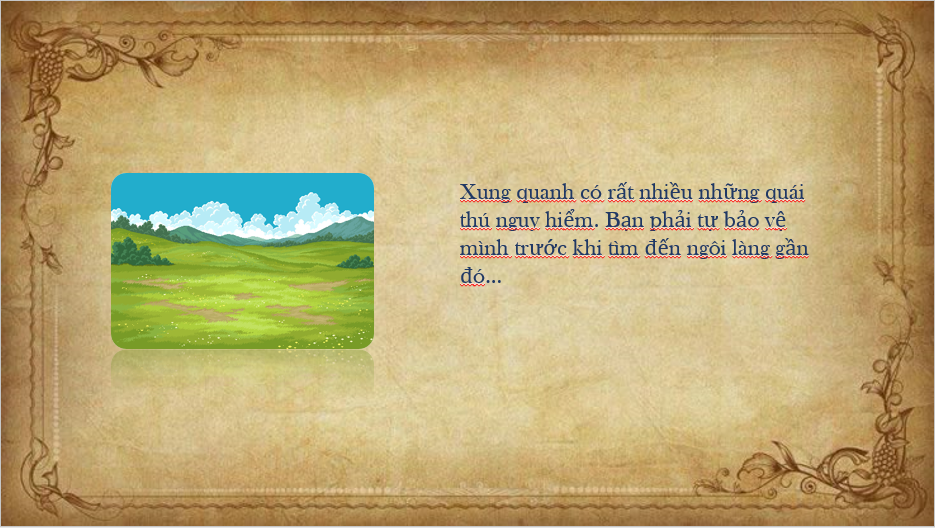 Xung quanh có rất nhiều những quái
thú nguy hiểm. Bạn phải tự bảo vệ
mình trước khi tìm đến ngôi làng gần
đó...